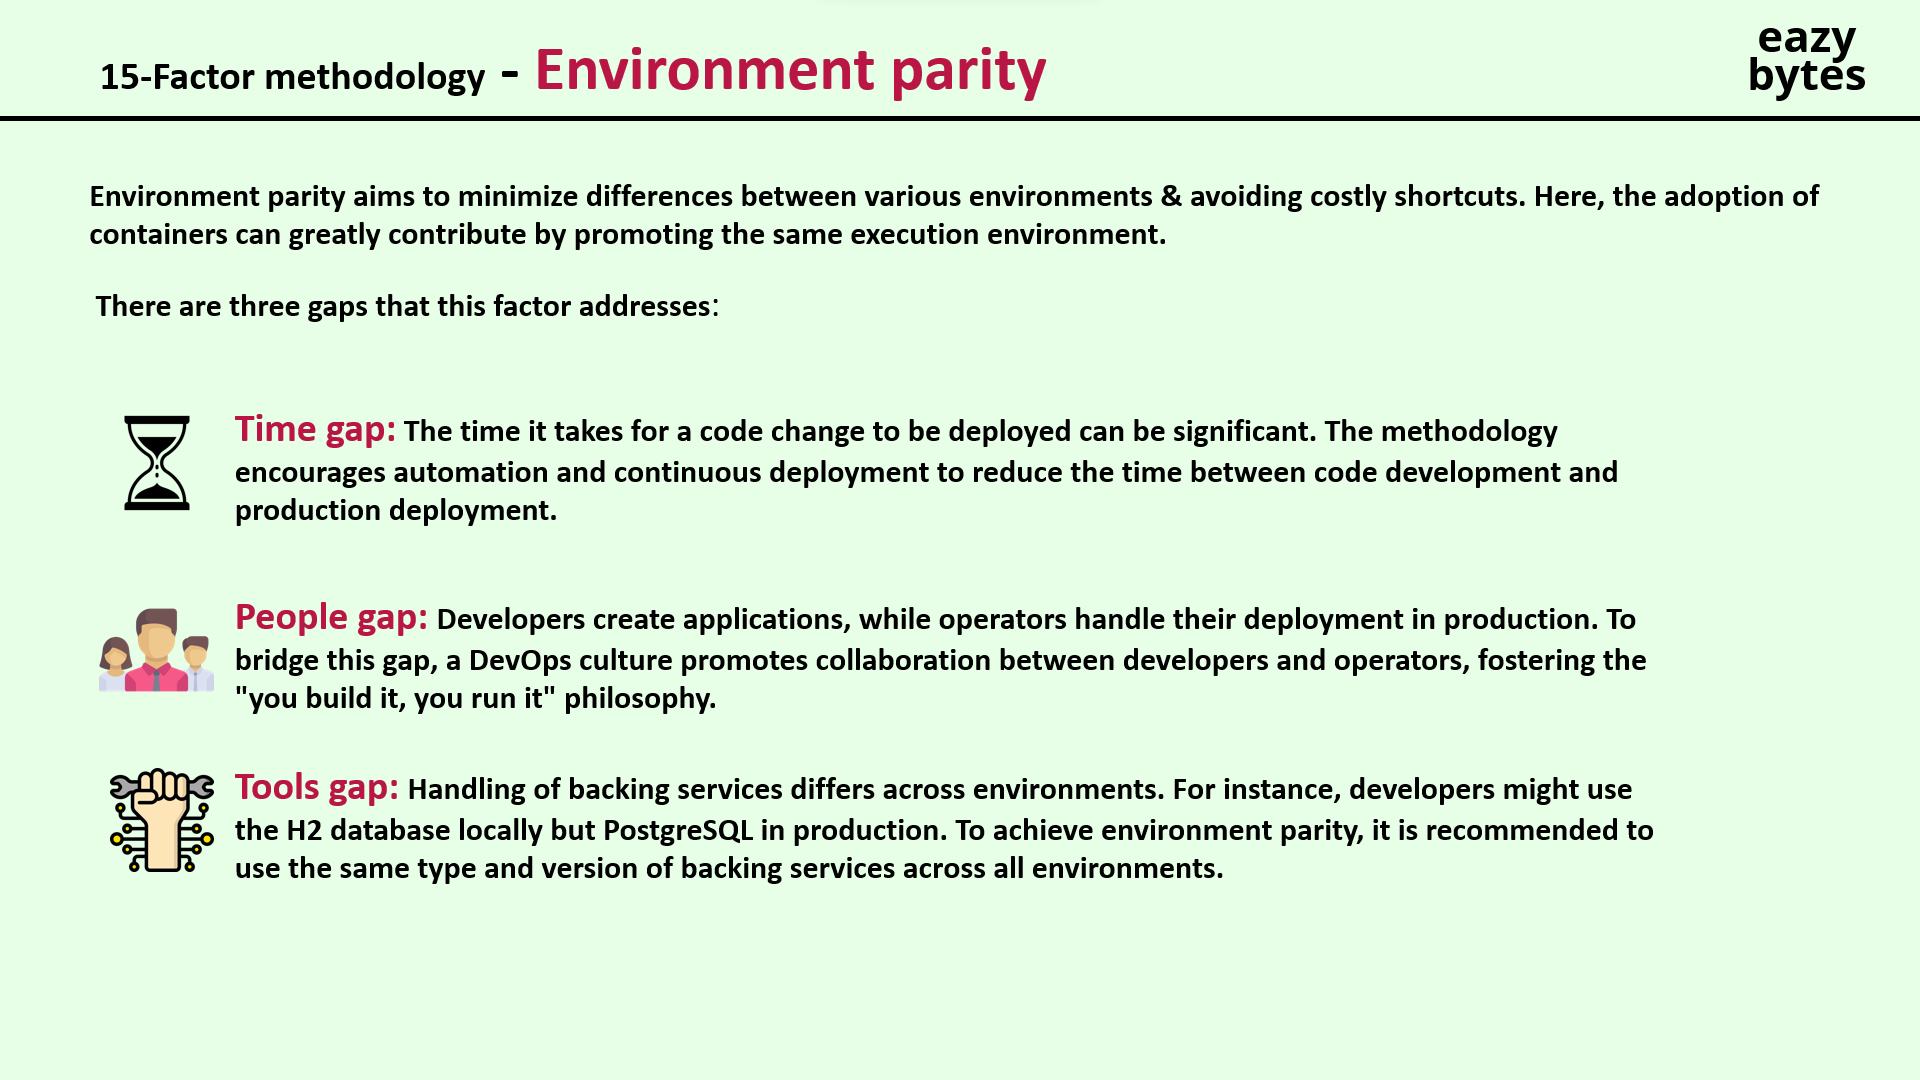 15-Factor methodology - Environment parity
eazy
bytes
Environment parity aims to minimize differences between various environments & avoiding costly shortcuts. Here, the adoption of
containers can greatly contribute by promoting the same execution environment.
There are three gaps that this factor addresses:
Time gap: The time it takes for a code change to be deployed can be significant. The methodology
encourages automation and continuous deployment to reduce the time between code development and
production deployment.
People gap: Developers create applications, while operators handle their deployment in production. To
bridge this gap, a DevOps culture promotes collaboration between developers and operators, fostering the
"you build it, you run it" philosophy.
Tools gap: Handling of backing services differs across environments. For instance, developers might use
the H2 database locally but PostgreSQL in production. To achieve environment parity, it is recommended to
use the same type and version of backing services across all environments.